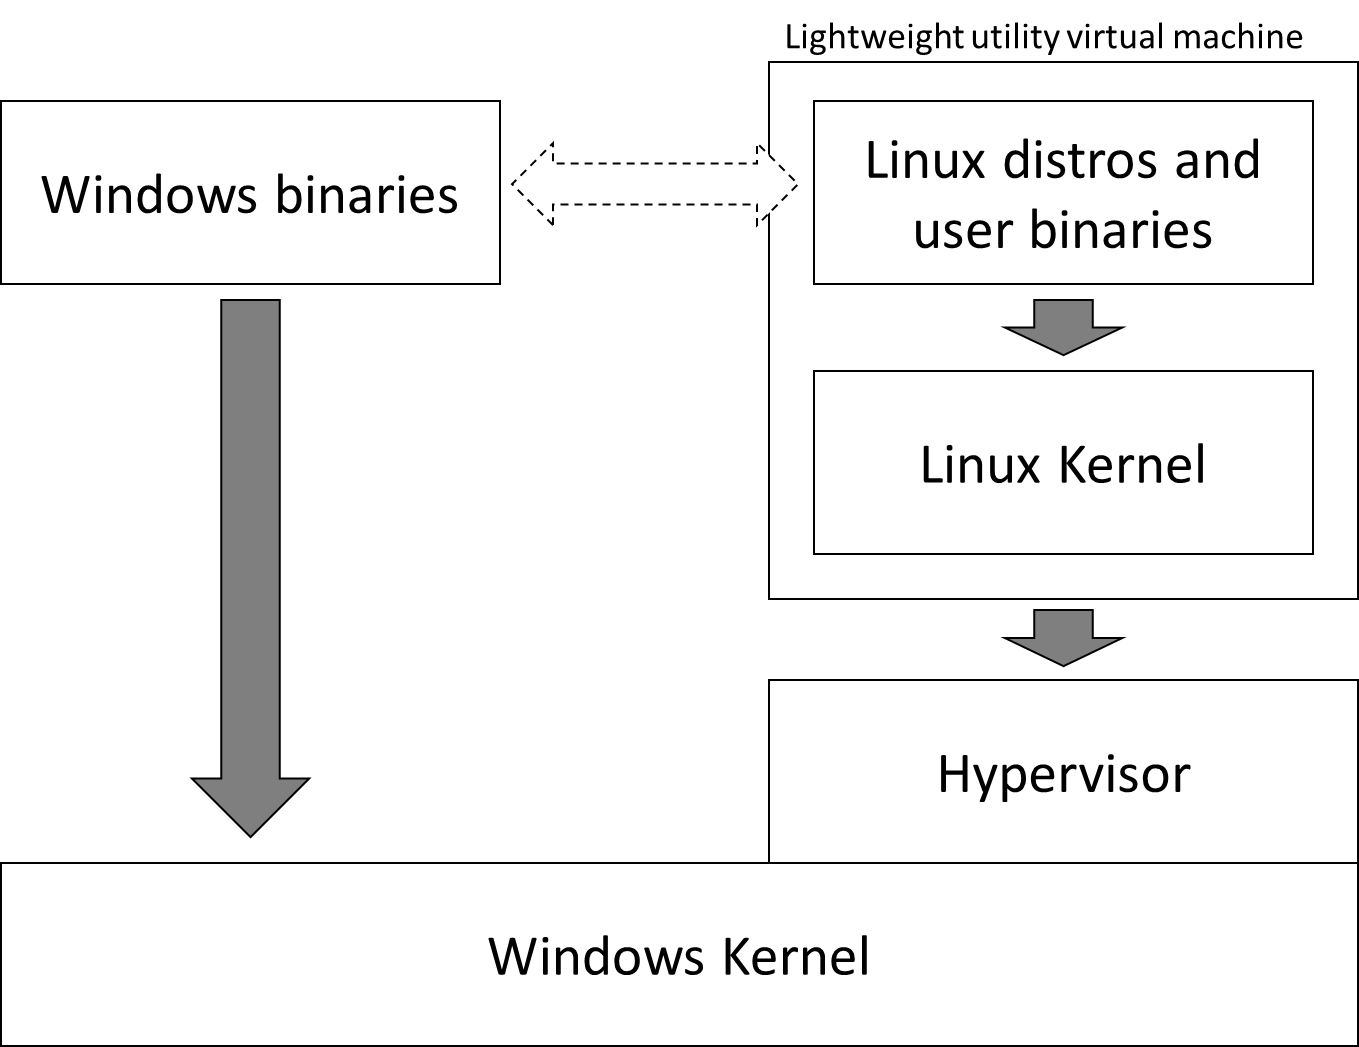 Lightweight utility virtual machine
Windows binaries
Linux distros and
user binaries
Linux Kernel
Hypervisor
Windows Kernel